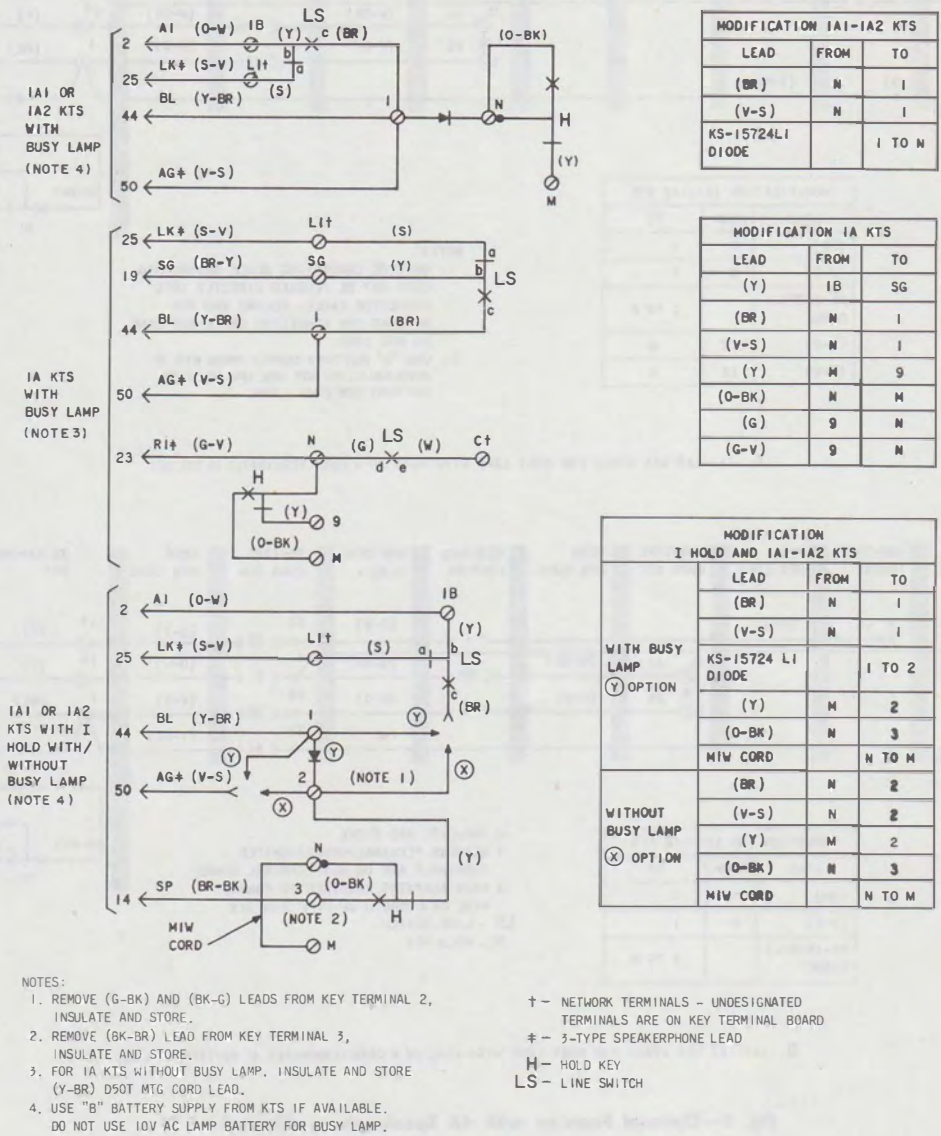 LS
A1 (O-W) 1B (Y) c (BR) (O-BK)
2
b
LK‡ (S-V) L1† a
25 (S)
1A1 OR
1A2 KTS
WITH
BUSY LAMP
(NOTE 4)
BL (Y-BR) 1 N
44 H
(Y)
AG‡ (V-S)
50 M
MODIFICATION 1A1-1A2 KTS
LEAD FROM TO
(BR) N 1
(V-S) N 1
KS-15724L1 DIODE 1 TO N
1A KTS
WITH
BUSY LAMP
(NOTE 3)
25 LK‡ (S-V) L1† (S)
a
19 SG (BR-Y) SG (Y) b LS
c
44 BL (Y-BR) 1 (BR)
50 AG‡ (V-S)
LS
23 R1‡ (G-V) N (G) (W) C†
d e
H
(Y) 9
(O-BK) M
MODIFICATION 1A KTS
LEAD FROM TO
(Y) 1B SG
(BR) N 1
(V-S) N 1
(Y) M 9
(O-BK) N M
(G) 9 N
(G-V) 9 N
1A1 OR 1A2
KTS WITH I
HOLD WITH/
WITHOUT
BUSY LAMP
(NOTE 4)
2 A1 (O-W) 1B
(Y)
25 LK‡ (S-V) L1† (S) a b
LS
c
(BR)
44 BL (Y-BR) 1 Y
Y Y
50 AG‡ (V-S) 2 (NOTE 1) X
X
N (Y)
14 SP (BR-BK) 3 (O-BK)
(NOTE 2) H
MIW
CORD M
MODIFICATION
I HOLD AND 1A1-1A2 KTS
LEAD FROM TO
WITH BUSY
LAMP
Y OPTION
(BR) N 1
(V-S) N 1
KS-15724 L1 DIODE 1 TO 2
(Y) M 2
(O-BK) N 3
MIW CORD N TO M
WITHOUT
BUSY LAMP
X OPTION
(BR) N 2
(V-S) N 2
(Y) M 2
(O-BK) N 3
MIW CORD N TO M
NOTES:
1. REMOVE (G-BK) AND (BK-G) LEADS FROM KEY TERMINAL 2,
INSULATE AND STORE.
2. REMOVE (BK-BR) LEAD FROM KEY TERMINAL 3,
INSULATE AND STORE.
3. FOR 1A KTS WITHOUT BUSY LAMP, INSULATE AND STORE
(Y-BR) D50T MTG CORD LEAD.
4. USE "B" BATTERY SUPPLY FROM KTS IF AVAILABLE.
DO NOT USE 10V AC LAMP BATTERY FOR BUSY LAMP.
† - NETWORK TERMINALS - UNDESIGNATED
TERMINALS ARE ON KEY TERMINAL BOARD
‡ - 3-TYPE SPEAKERPHONE LEAD
H - HOLD KEY
LS - LINE SWITCH